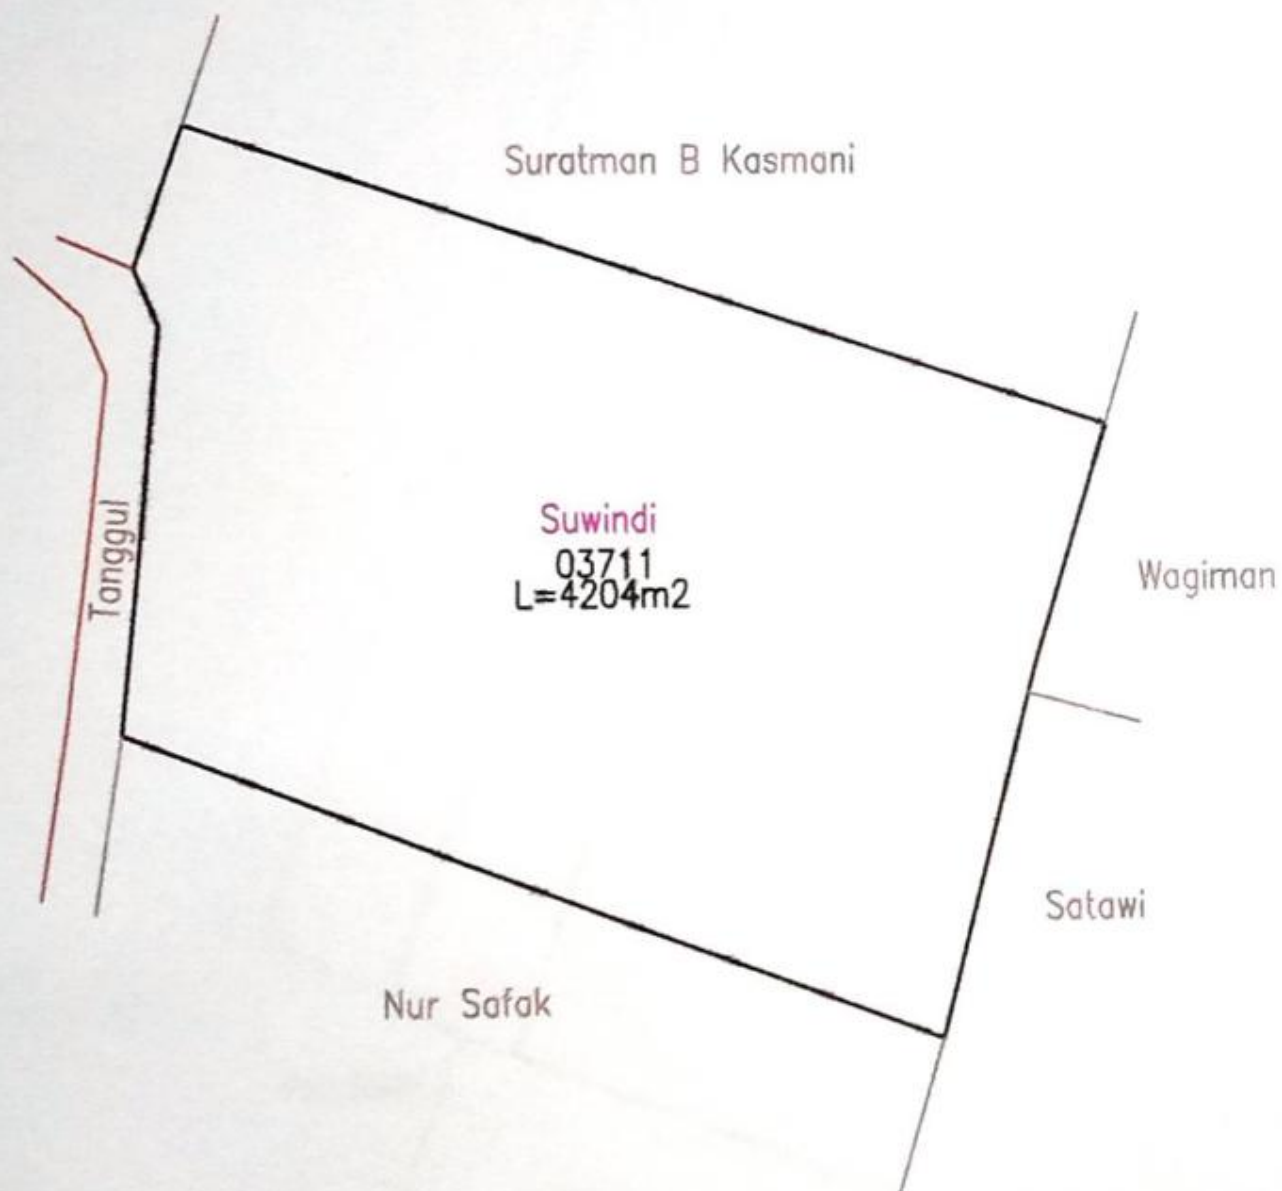 Suratman B Kasmani
Suwindi
03711
L=4204m2
Wagiman
Tanggul
Satawi
Nur Safak